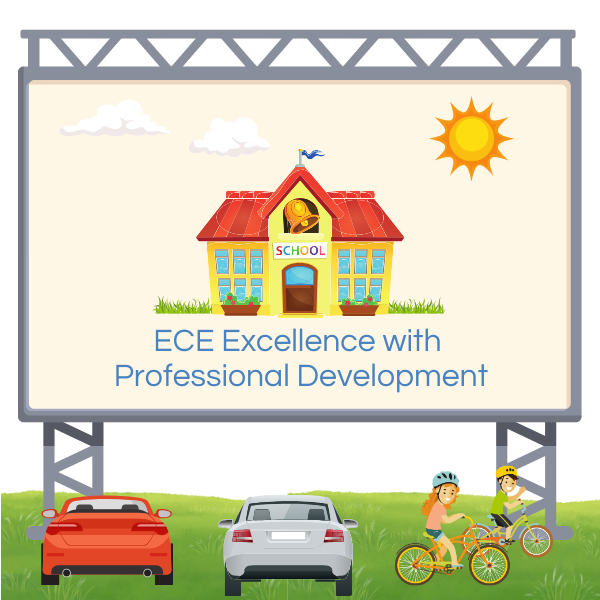 SCHOOL
ECE Excellence with
Professional Development